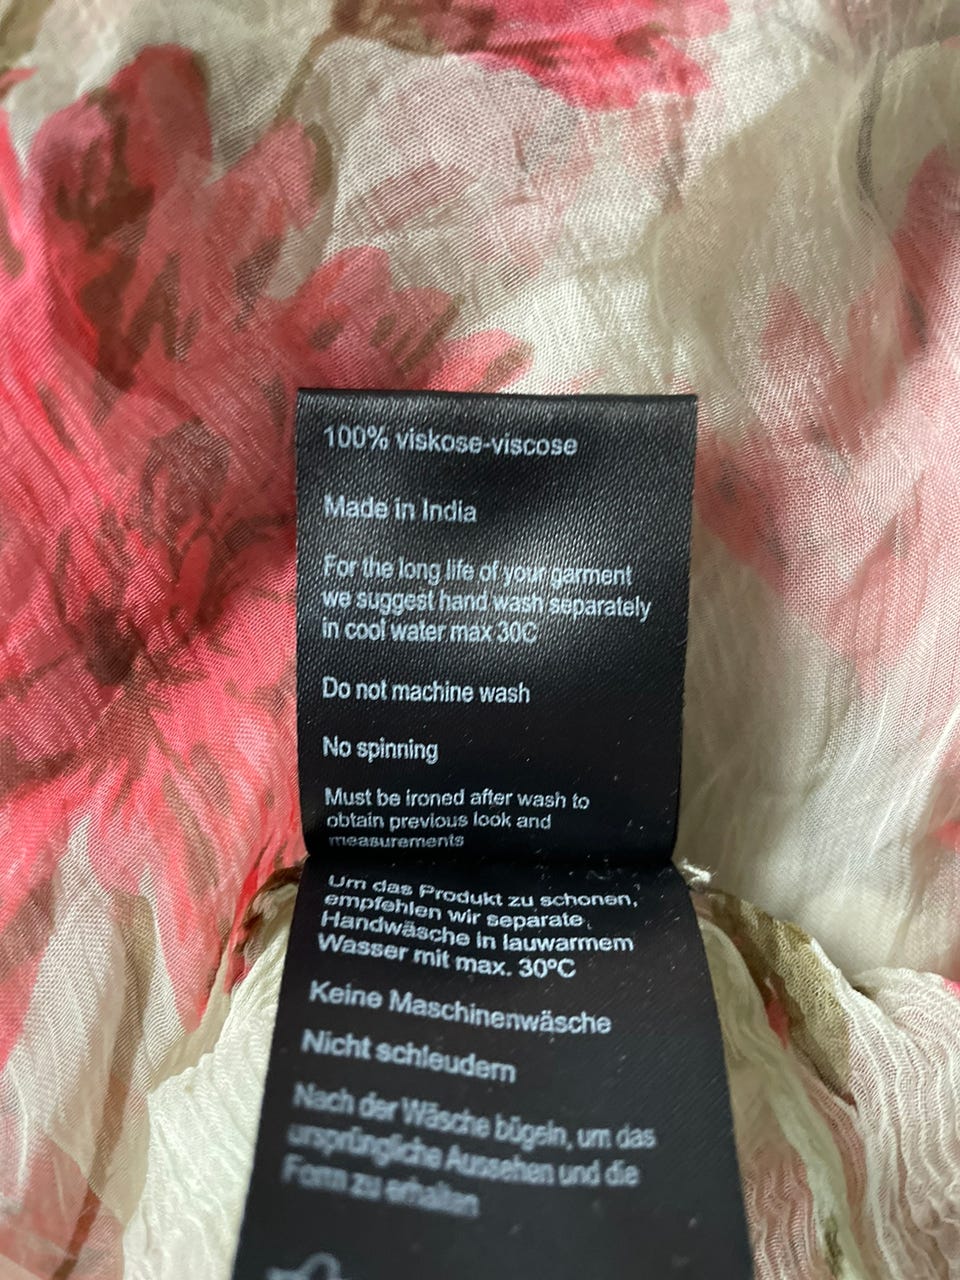 100% viskose-viscose
Made in India
For the long life of your garment
we suggest hand wash separately
in cool water max 30C
Do not machine wash
No spinning
Must be ironed after wash to
obtain previous look and
measurements
Um das Produkt zu schonen,
empfehlen wir separate
Handwäsche in lauwarmem
Wasser mit max. 30ºC
Keine Maschinenwäsche
Nicht schleudern
Nach der Wäsche bügeln, um das
ursprüngliche Aussehen und die
Form zu erhalten